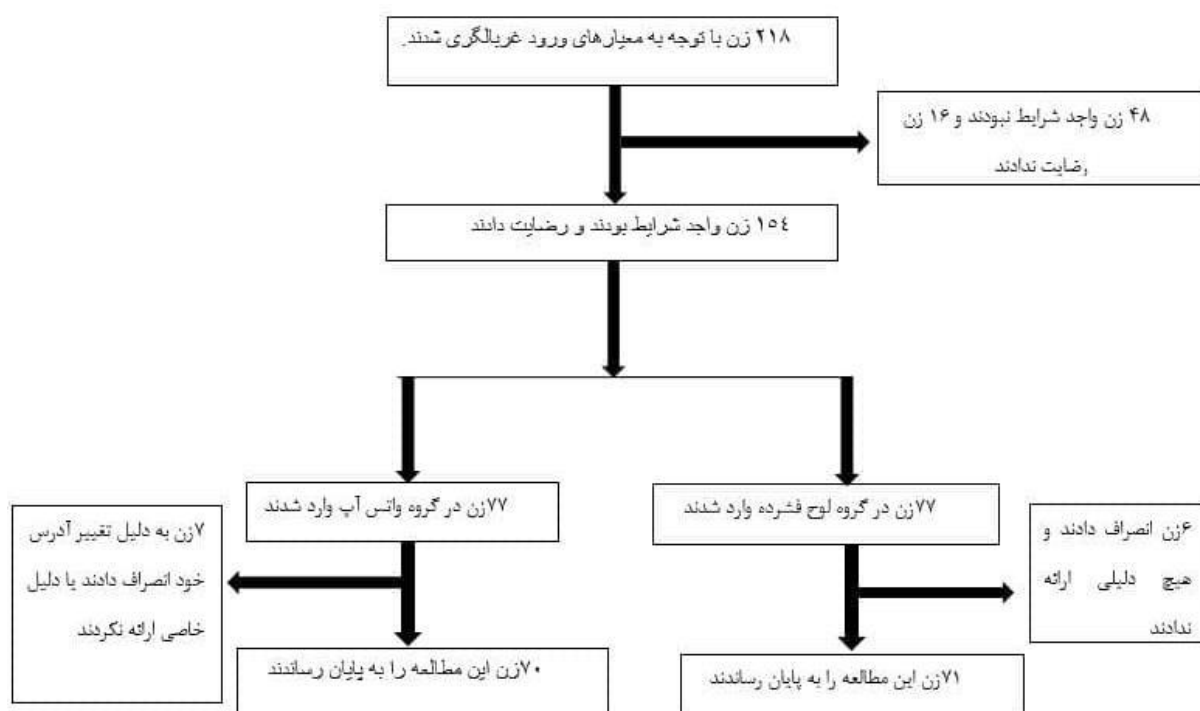 ۲۱۸ زن با توجه به معیارهای ورود غربالگری شدند.
۴۸ زن واجد شرایط نبودند و ۱۶ زن
رضایت ندادند
١٥٤ زن واجد شرایط بودند و رضایت دادند
۷۷زن در گروه لوح فشرده وارد شدند
۷۷زن در گروه واتس آپ وارد شدند
۶زن انصراف دادند و
هیچ دلیلی ارائه
ندادند
۷زن به دلیل تغییر آدرس
خود انصراف دادند یا دلیل
خاصی ارائه نکردند
۷۱زن این مطالعه را به پایان رساندند
۷۰زن این مطالعه را به پایان رساندند